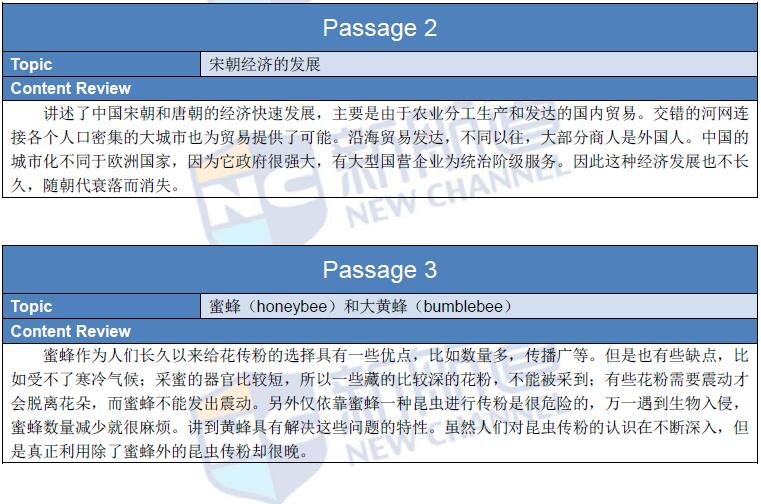 Passage 2
Topic 宋朝经济的发展
Content Review
讲述了中国宋朝和唐朝的经济快速发展，主要是由于农业分工生产和发达的国内贸易。交错的河网连
接各个人口密集的大城市也为贸易提供了可能。沿海贸易发达，不同以往，大部分商人是外国人。中国的
城市化不同于欧洲国家，因为它政府很强大，有大型国营企业为统治阶级服务。因此这种经济发展也不长
久，随朝代衰落而消失。
新航道
NEW CHANNEL
Passage 3
Topic 蜜蜂（honeybee）和大黄蜂（bumblebee）
Content Review
蜜蜂作为人们长久以来给花传粉的选择具有一些优点，比如数量多，传播广等。但是也有些缺点，比
如受不了寒冷气候；采蜜的器官比较短，所以一些藏的比较深的花粉，不能被采到；有些花粉需要震动才
会脱离花朵，而蜜蜂不能发出震动。另外仅依靠蜜蜂一种昆虫进行传粉是很危险的，万一遇到生物入侵，
蜜蜂数量减少就很麻烦。讲到黄蜂具有解决这些问题的特性。虽然人们对昆虫传粉的认识在不断深入，但
是真正利用除了蜜蜂外的昆虫传粉却很晚。
新航道
NEW CHANNEL